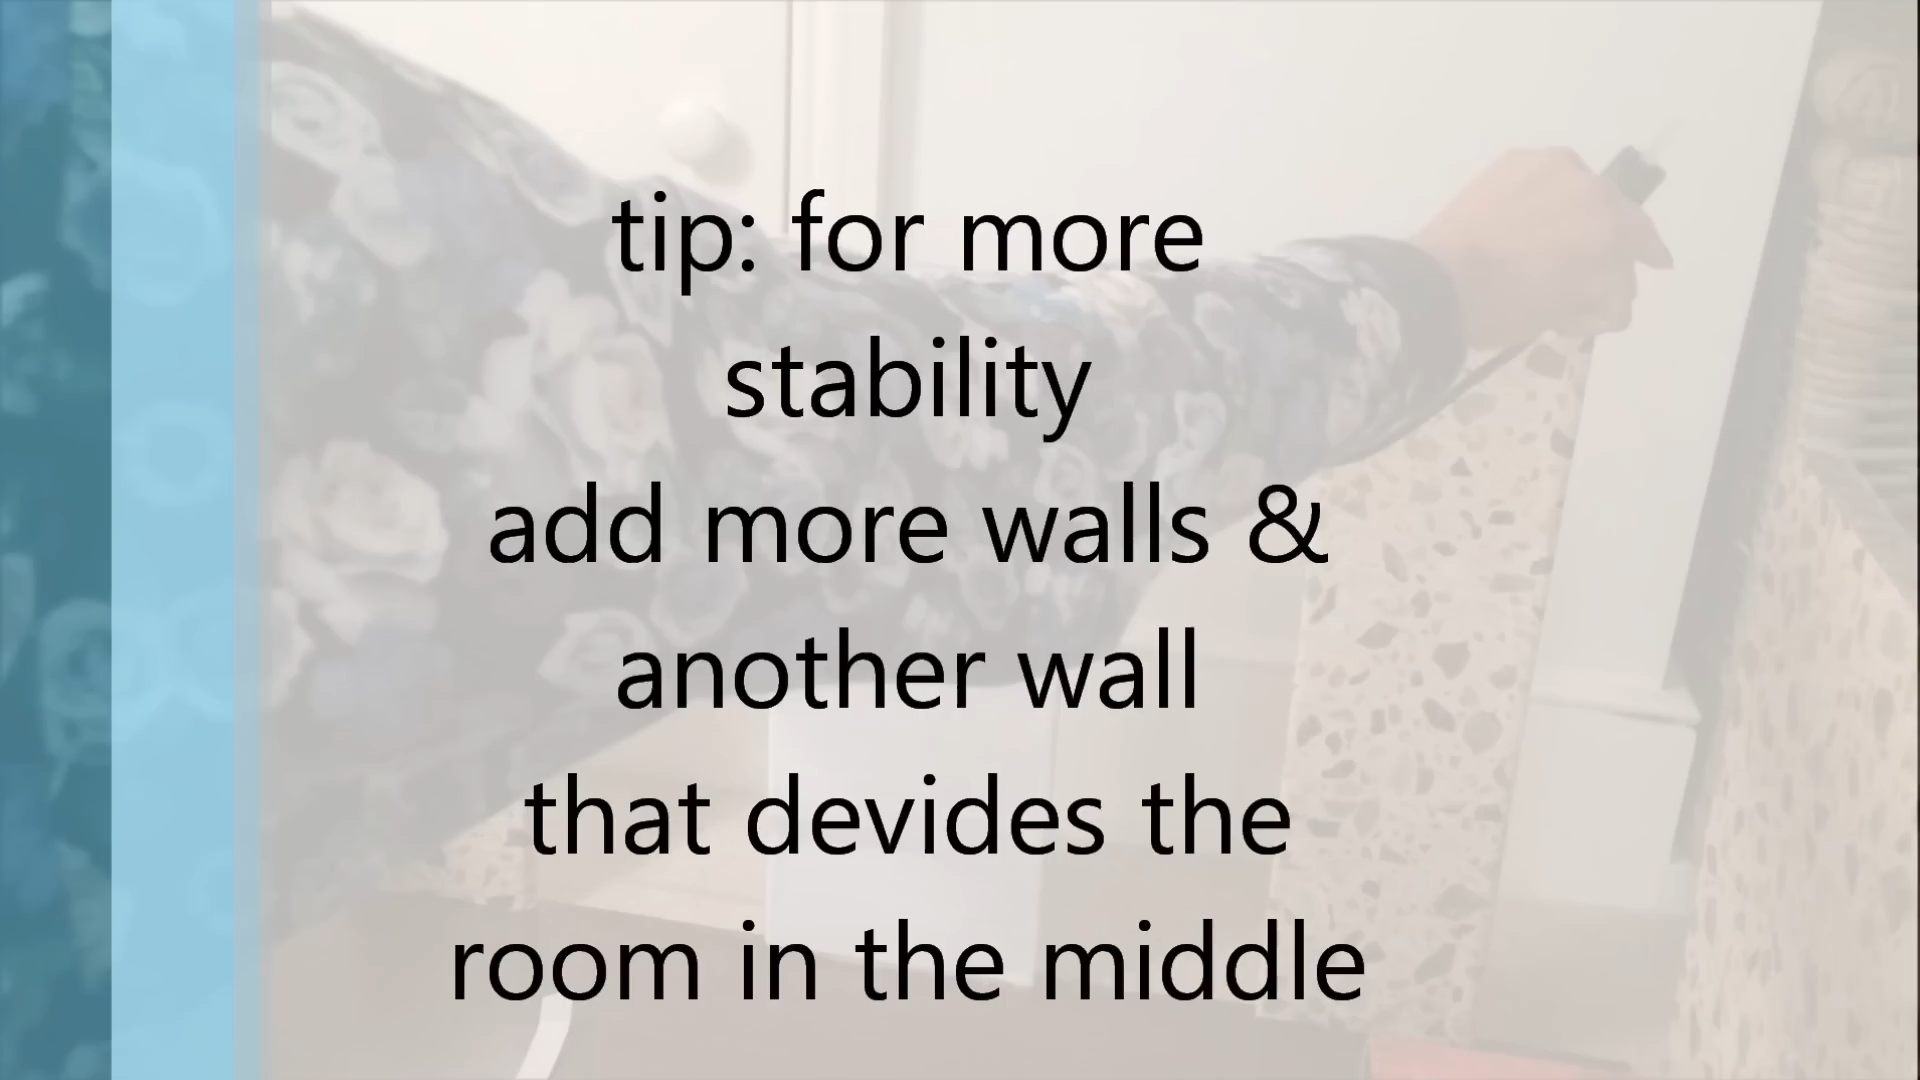 tip: for more
stability
add more walls &
another wall
that devides the
room in the middle